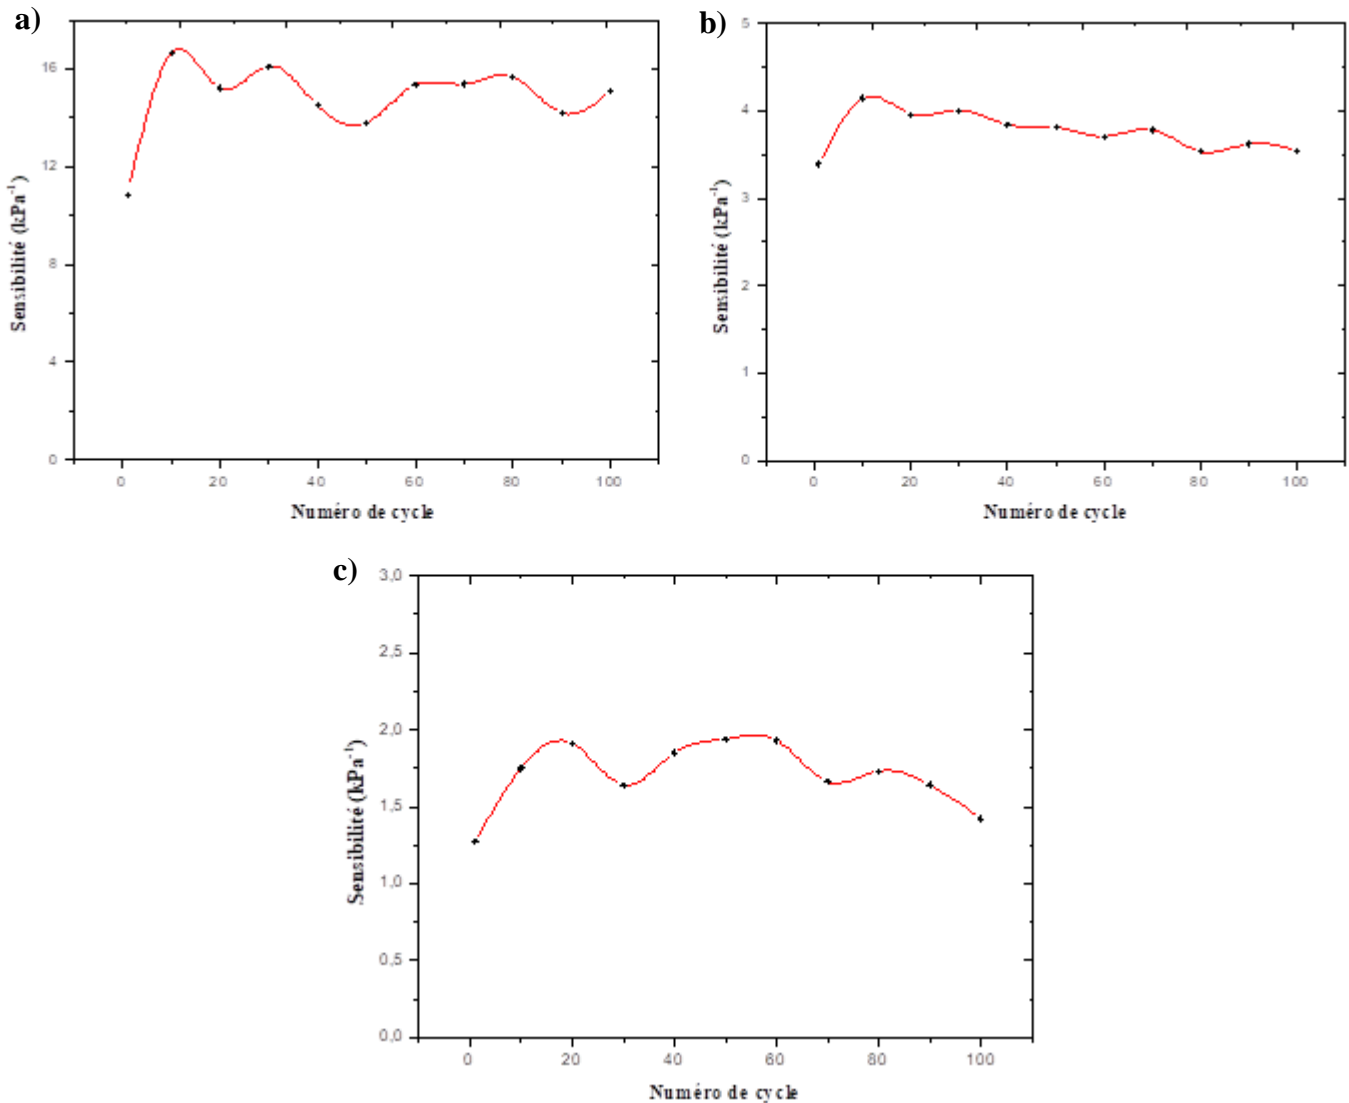 a)
16
12
8
4
0
Sensibilité (kPa⁻¹)
0 20 40 60 80 100
Numéro de cycle
b)
5
4
3
2
1
0
Sensibilité (kPa⁻¹)
0 20 40 60 80 100
Numéro de cycle
c)
3,0
2,5
2,0
1,5
1,0
0,5
0,0
Sensibilité (kPa⁻¹)
0 20 40 60 80 100
Numéro de cycle